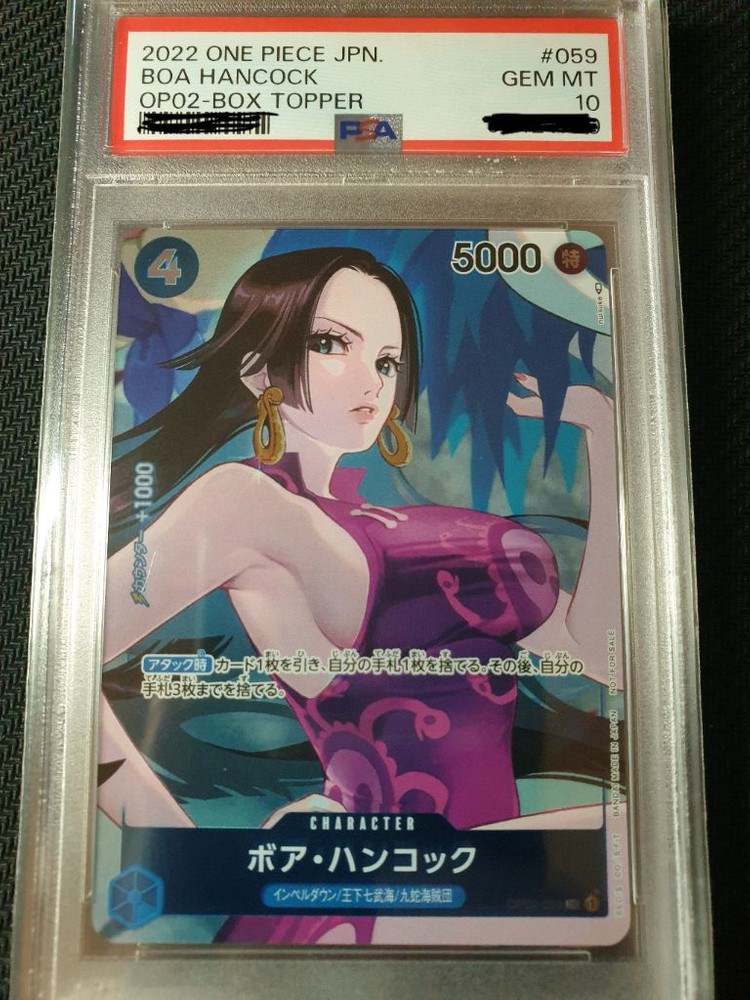 2022 ONE PIECE JPN. #059
BOA HANCOCK GEM MT
OP02-BOX TOPPER 10
PSA
4
5000 特
カウンター +1000
アタック時 カード1枚を引き、自分の手札1枚を捨てる。その後、自分の
手札3枚までを捨てる。
NOT FOR SALE
BANDAI MADE IN JAPAN
CHARACTER
ボア・ハンコック
インペルダウン/王下七武海/九蛇海賊団